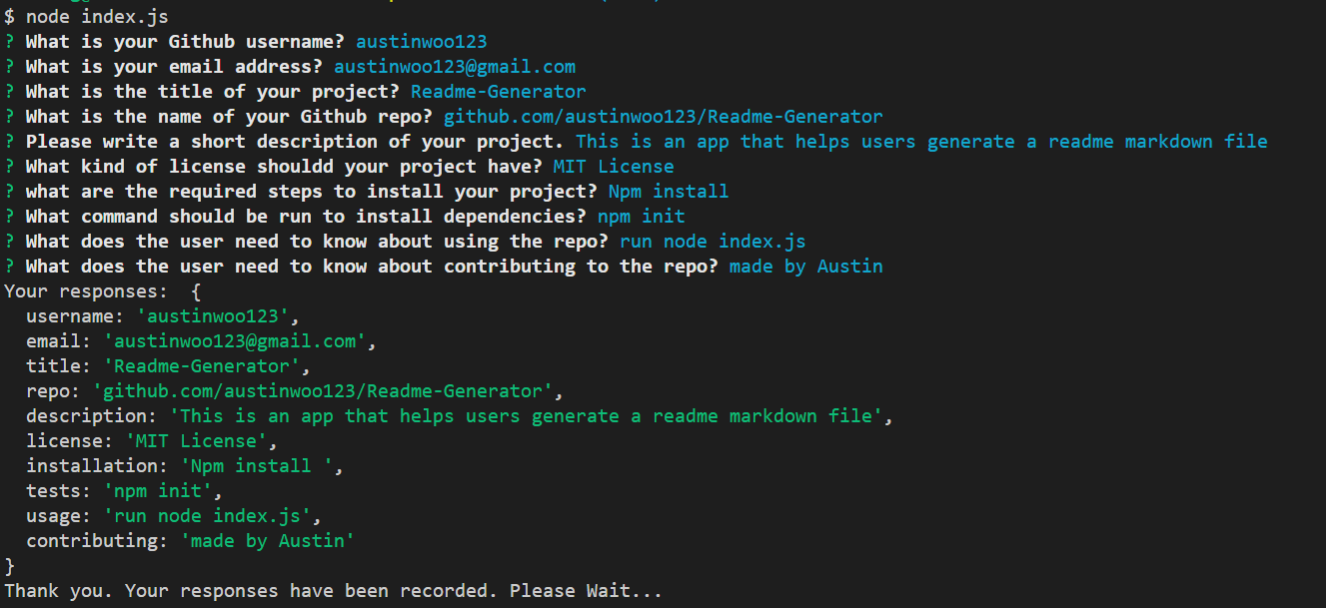 $ node index.js
? What is your Github username? austinwoo123
? What is your email address? austinwoo123@gmail.com
? What is the title of your project? Readme-Generator
? What is the name of your Github repo? github.com/austinwoo123/Readme-Generator
? Please write a short description of your project. This is an app that helps users generate a readme markdown file
? What kind of license shouldd your project have? MIT License
? what are the required steps to install your project? Npm install
? What command should be run to install dependencies? npm init
? What does the user need to know about using the repo? run node index.js
? What does the user need to know about contributing to the repo? made by Austin
Your responses:  {
  username: 'austinwoo123',
  email: 'austinwoo123@gmail.com',
  title: 'Readme-Generator',
  repo: 'github.com/austinwoo123/Readme-Generator',
  description: 'This is an app that helps users generate a readme markdown file',
  license: 'MIT License',
  installation: 'Npm install ',
  tests: 'npm init',
  usage: 'run node index.js',
  contributing: 'made by Austin'
}
Thank you. Your responses have been recorded. Please Wait...